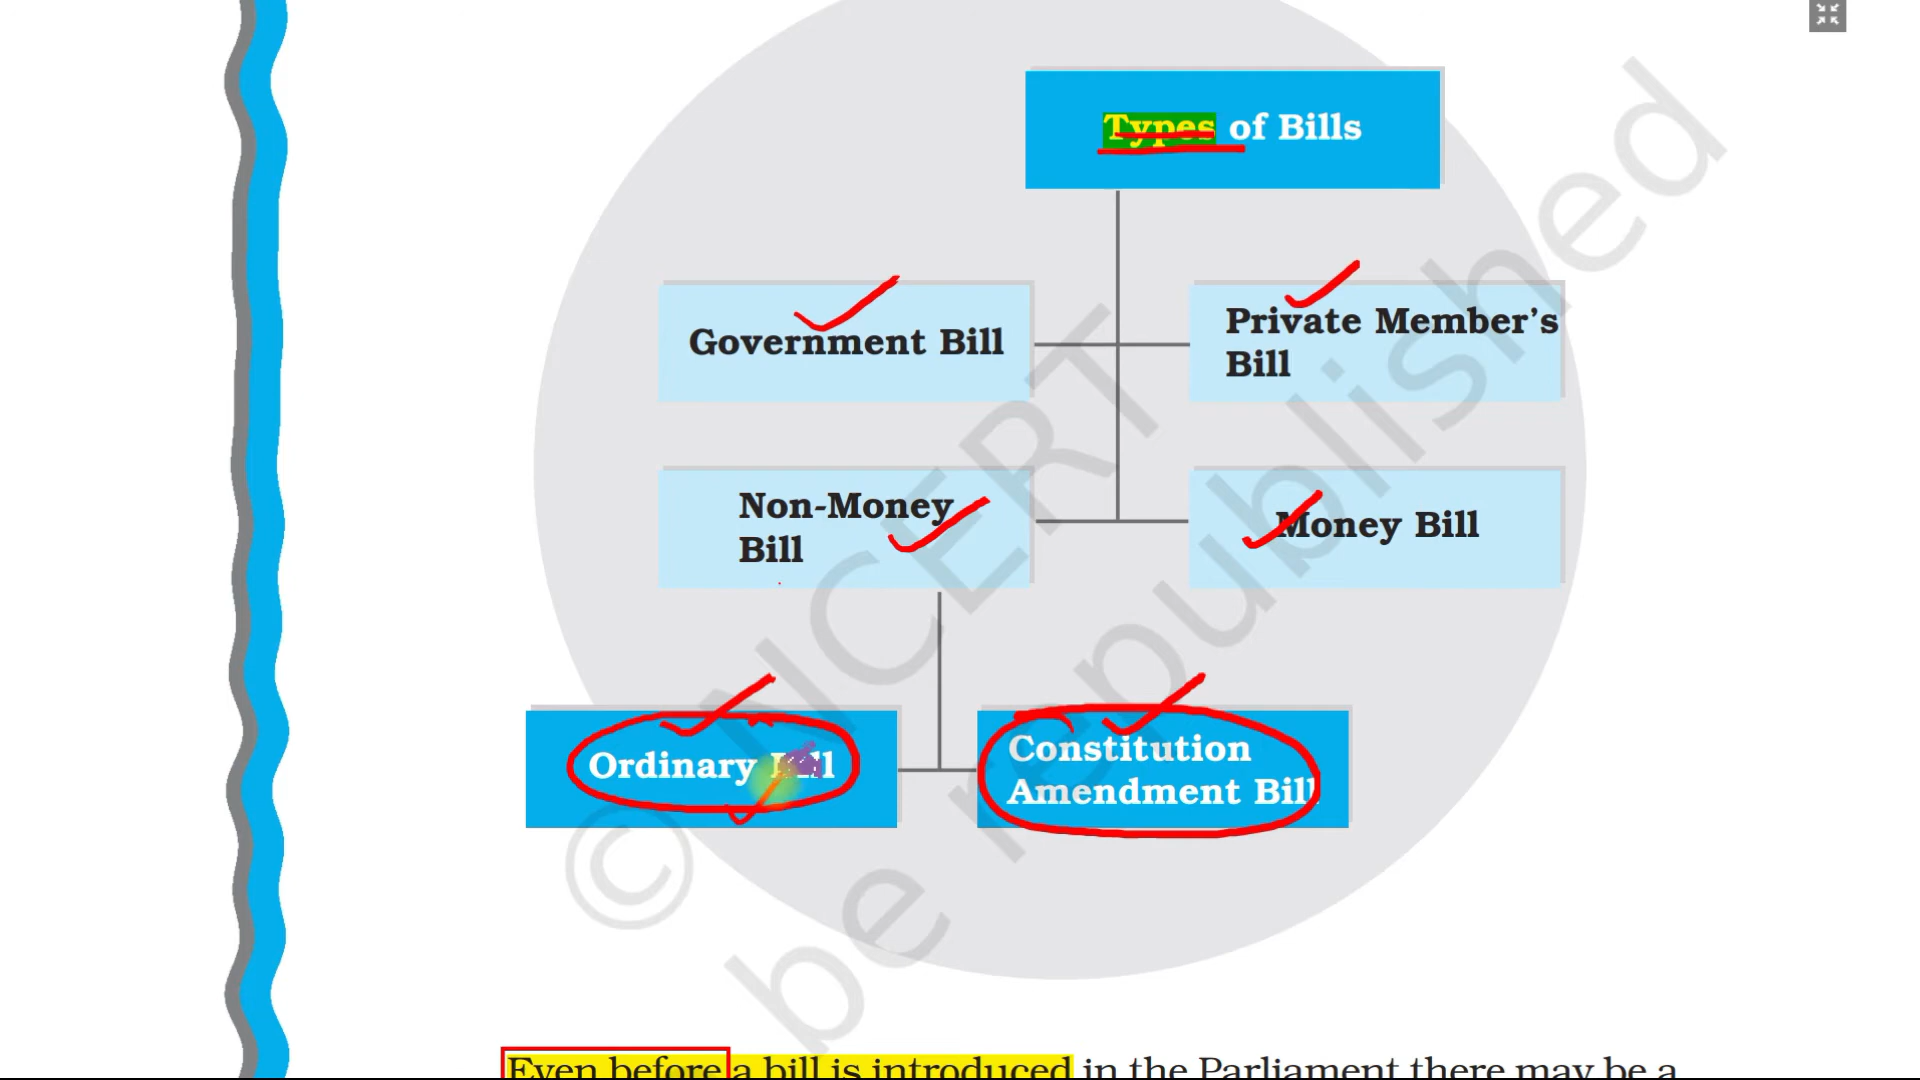 Types of Bills
Government Bill
Private Member's
Bill
Non-Money
Bill
Money Bill
Ordinary Bill
Constitution
Amendment Bill
© NCERT
be republished
Even before a bill is introduced in the Parliament there may be a